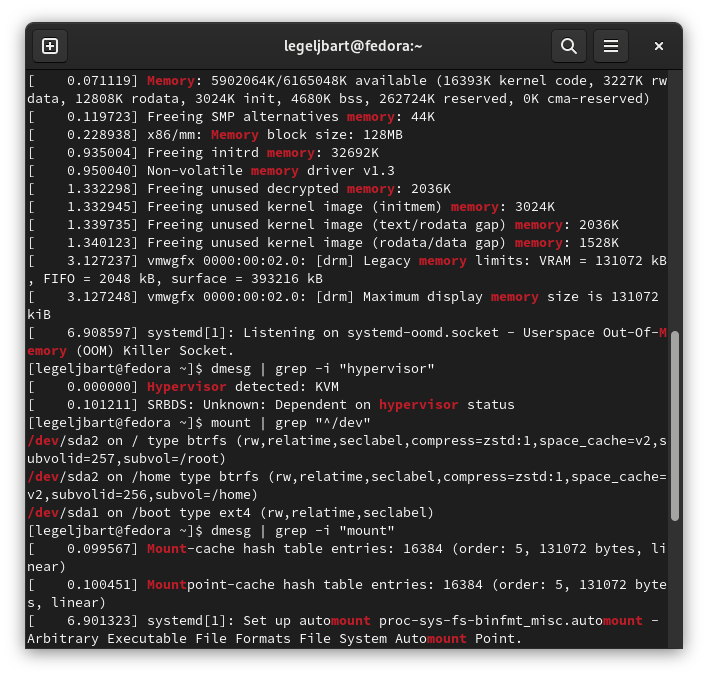 legeljbart@fedora:~
[    0.071119] Memory: 5902064K/6165048K available (16393K kernel code, 3227K rw
data, 12808K rodata, 3024K init, 4680K bss, 262724K reserved, 0K cma-reserved)
[    0.119723] Freeing SMP alternatives memory: 44K
[    0.228938] x86/mm: Memory block size: 128MB
[    0.935004] Freeing initrd memory: 32692K
[    0.950040] Non-volatile memory driver v1.3
[    1.332298] Freeing unused decrypted memory: 2036K
[    1.332945] Freeing unused kernel image (initmem) memory: 3024K
[    1.339735] Freeing unused kernel image (text/rodata gap) memory: 2036K
[    1.340123] Freeing unused kernel image (rodata/data gap) memory: 1528K
[    3.127237] vmwgfx 0000:00:02.0: [drm] Legacy memory limits: VRAM = 131072 kB
, FIFO = 2048 kB, surface = 393216 kB
[    3.127248] vmwgfx 0000:00:02.0: [drm] Maximum display memory size is 131072
kiB
[    6.908597] systemd[1]: Listening on systemd-oomd.socket - Userspace Out-Of-M
emory (OOM) Killer Socket.
[legeljbart@fedora ~]$ dmesg | grep -i "hypervisor"
[    0.000000] Hypervisor detected: KVM
[    0.101211] SRBDS: Unknown: Dependent on hypervisor status
[legeljbart@fedora ~]$ mount | grep "^/dev"
/dev/sda2 on / type btrfs (rw,relatime,seclabel,compress=zstd:1,space_cache=v2,s
ubvolid=257,subvol=/root)
/dev/sda2 on /home type btrfs (rw,relatime,seclabel,compress=zstd:1,space_cache=
v2,subvolid=256,subvol=/home)
/dev/sda1 on /boot type ext4 (rw,relatime,seclabel)
[legeljbart@fedora ~]$ dmesg | grep -i "mount"
[    0.099567] Mount-cache hash table entries: 16384 (order: 5, 131072 bytes, li
near)
[    0.100451] Mountpoint-cache hash table entries: 16384 (order: 5, 131072 byte
s, linear)
[    6.901323] systemd[1]: Set up automount proc-sys-fs-binfmt_misc.automount -
Arbitrary Executable File Formats File System Automount Point.